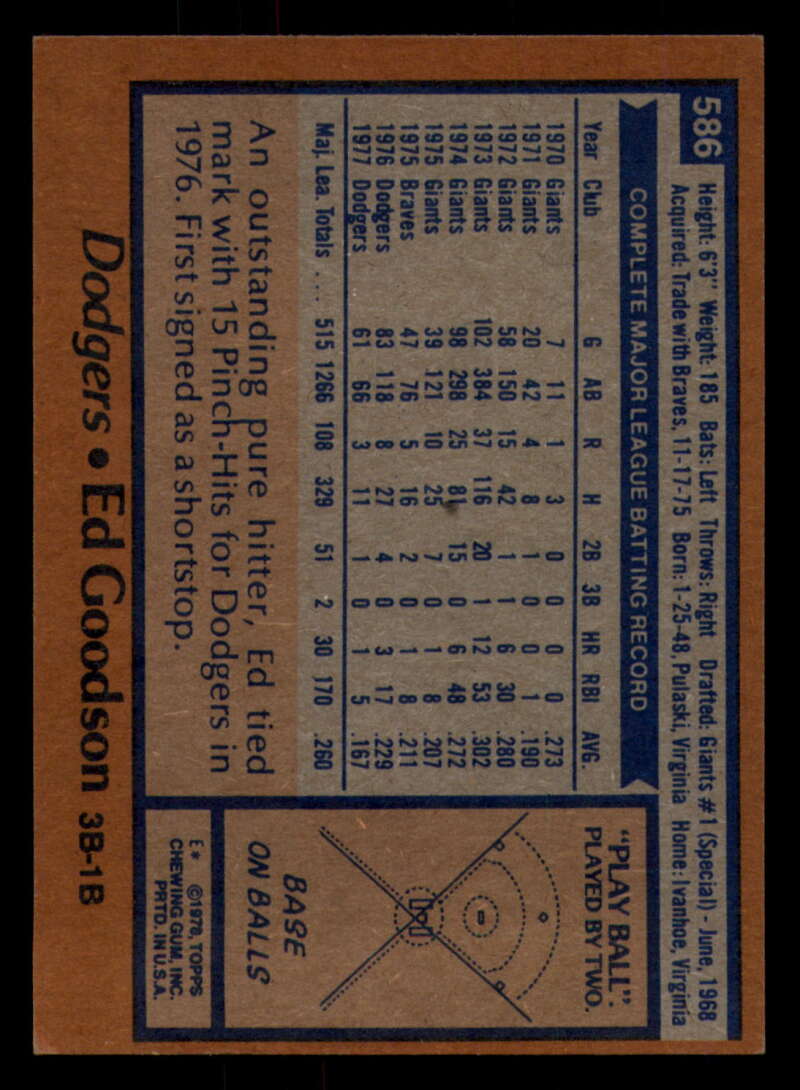 586
Height: 6'3" Weight: 185 Bats: Left Throws: Right Drafted: Giants #1 (Special) - June, 1968
Acquired: Trade with Braves, 11-17-75 Born: 1-25-48, Pulaski, Virginia Home: Ivanhoe, Virginia
COMPLETE MAJOR LEAGUE BATTING RECORD
Year Club G AB R H 2B 3B HR RBI AVG.
1970 Giants 7 11 1 3 0 0 0 0 .273
1971 Giants 20 42 4 8 1 0 0 1 .190
1972 Giants 58 150 15 42 1 1 6 30 .280
1973 Giants 102 384 37 116 20 1 12 53 .302
1974 Giants 98 298 25 81 15 0 6 48 .272
1975 Giants 39 121 10 25 7 0 1 8 .207
1975 Braves 47 76 5 16 2 0 1 8 .211
1976 Dodgers 83 118 8 27 4 0 3 17 .229
1977 Dodgers 61 66 3 11 1 0 1 5 .167
Maj. Lea. Totals .... 515 1266 108 329 51 2 30 170 .260
An outstanding pure hitter, Ed tied
mark with 15 Pinch-Hits for Dodgers in
1976. First signed as a shortstop.
"PLAY BALL":
PLAYED BY TWO.
BASE
ON BALLS
E* ©1978, TOPPS
CHEWING GUM, INC.
PRTD. IN U.S.A.
Dodgers • Ed Goodson 3B-1B